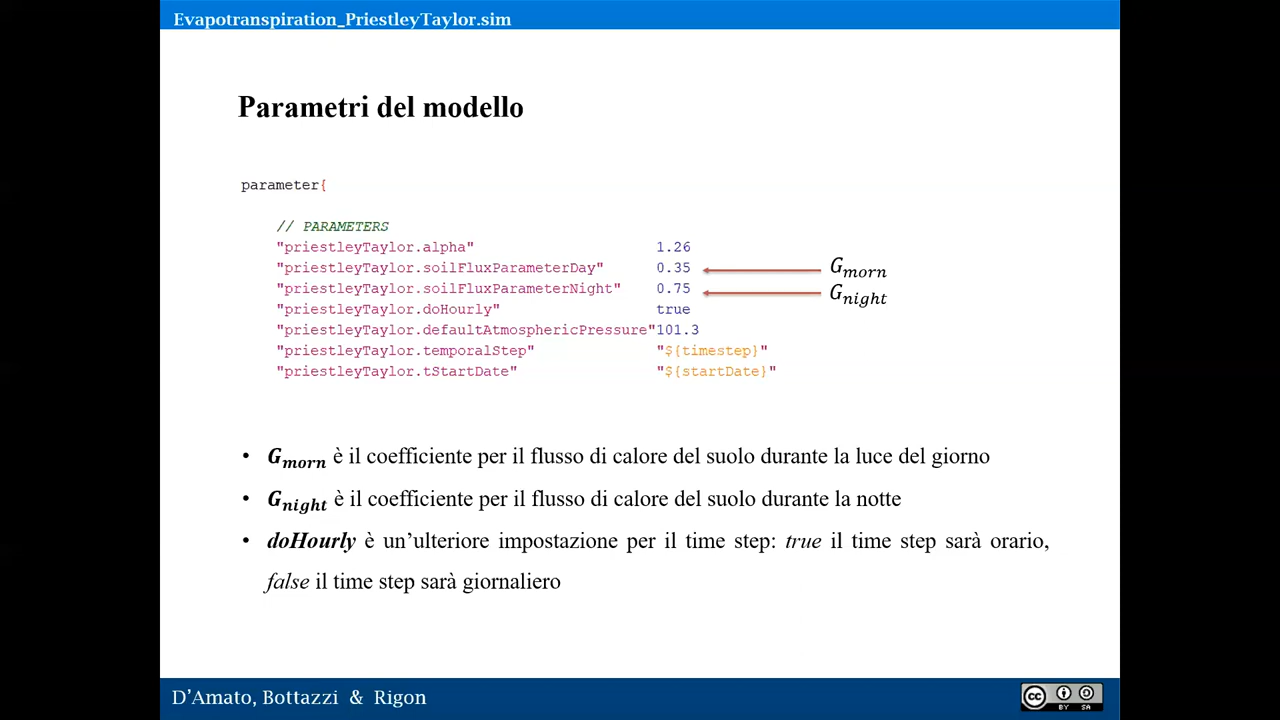 Evapotranspiration_PriestleyTaylor.sim
Parametri del modello
parameter{
// PARAMETERS
"priestleyTaylor.alpha" 1.26
"priestleyTaylor.soilFluxParameterDay" 0.35 G_morn
"priestleyTaylor.soilFluxParameterNight" 0.75 G_night
"priestleyTaylor.doHourly" true
"priestleyTaylor.defaultAtmosphericPressure"101.3
"priestleyTaylor.temporalStep" "${timestep}"
"priestleyTaylor.tStartDate" "${startDate}"
• G_morn è il coefficiente per il flusso di calore del suolo durante la luce del giorno
• G_night è il coefficiente per il flusso di calore del suolo durante la notte
• doHourly è un’ulteriore impostazione per il time step: true il time step sarà orario,
false il time step sarà giornaliero
D’Amato, Bottazzi & Rigon
cc BY SA